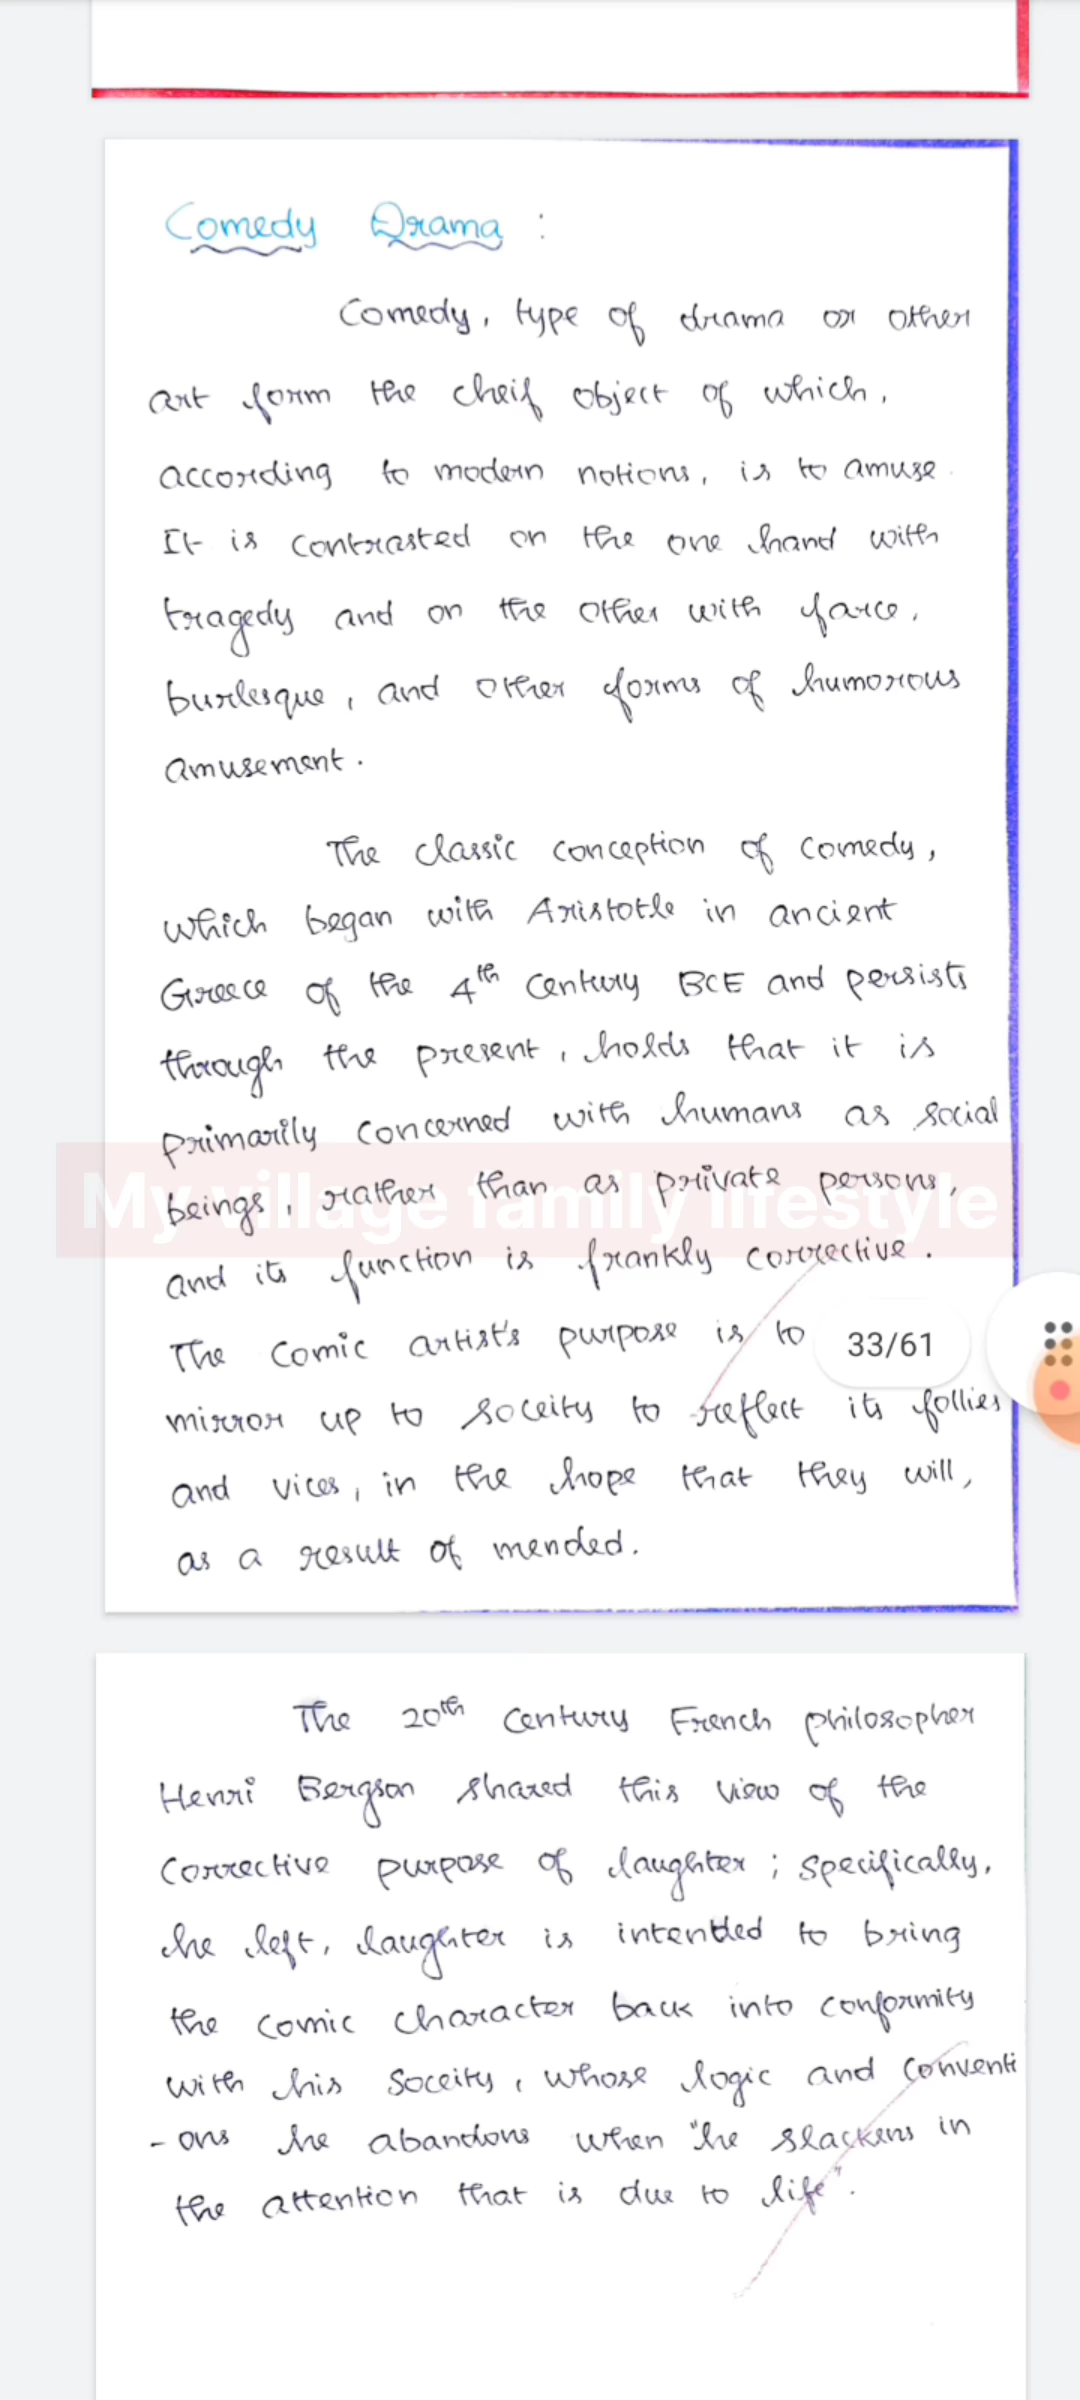 Comedy Drama :
Comedy, type of drama or other
art form the cheif object of which,
according to modern notions, is to amuse.
It is contrasted on the one hand with
tragedy and on the other with farce,
burlesque, and other forms of humorous
amusement.
The classic conception of comedy,
which began with Aristotle in ancient
Greece of the 4th century BCE and persists
through the present, holds that it is
primarily concerned with humans as social
My village family lifestyle
beings, rather than as private persons,
and its function is frankly corrective.
The comic artist's purpose is to
33/61
mirror up to soceity to reflect its follies
and vices, in the hope that they will,
as a result of mended.
The 20th century French philosopher
Henri Bergson shared this view of the
corrective purpose of laughter; specifically,
he left, laughter is intended to bring
the comic character back into conformity
with his soceity, whose logic and conventi
- ons he abandons when "he slackens in
the attention that is due to life".